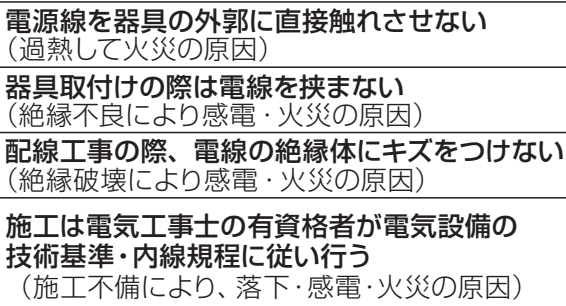 電源線を器具の外郭に直接触れさせない
（過熱して火災の原因）
器具取付けの際は電線を挟まない
（絶縁不良により感電・火災の原因）
配線工事の際、電線の絶縁体にキズをつけない
（絶縁破壊により感電・火災の原因）
施工は電気工事士の有資格者が電気設備の
技術基準・内線規程に従い行う
（施工不備により、落下・感電・火災の原因）